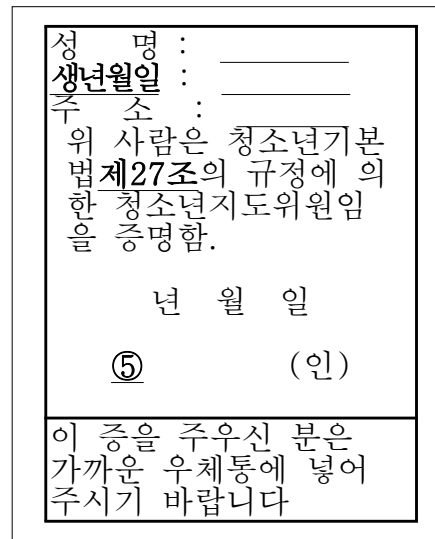 성 명 :
생년월일 :
주 소 :
위 사람은 청소년기본
법제27조의 규정에 의
한 청소년지도위원임
을 증명함.
년 월 일
⑤ (인)
이 증을 주우신 분은
가까운 우체통에 넣어
주시기 바랍니다